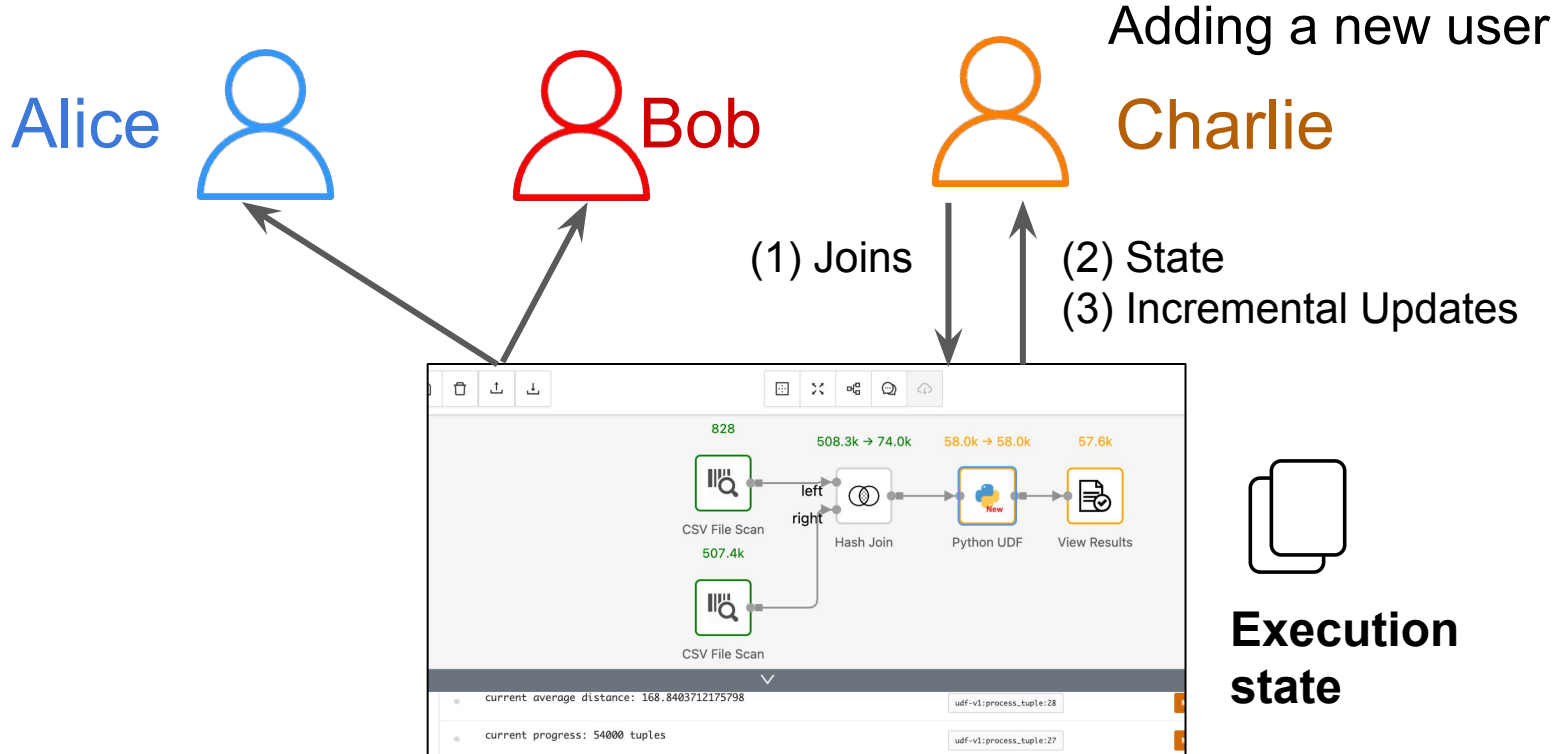 Adding a new user
Alice
Bob
Charlie
(1) Joins
(2) State
(3) Incremental Updates
828
508.3k → 74.0k
58.0k → 58.0k
57.6k
left
right
New
CSV File Scan
Hash Join
Python UDF
View Results
507.4k
CSV File Scan
Execution
state
current average distance: 168.8403712175798
udf-v1:process_tuple:28
current progress: 54000 tuples
udf-v1:process_tuple:27